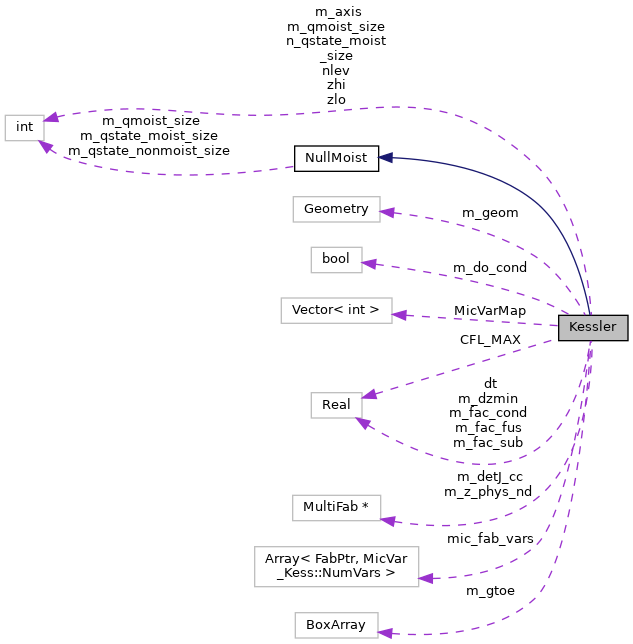 m_axis
m_qmoist_size
n_qstate_moist
_size
nlev
zhi
zlo
int
m_qmoist_size
m_qstate_moist_size
m_qstate_nonmoist_size
NullMoist
Geometry
m_geom
bool
m_do_cond
Vector< int >
MicVarMap
Kessler
CFL_MAX
Real
dt
m_dzmin
m_fac_cond
m_fac_fus
m_fac_sub
m_detJ_cc
m_z_phys_nd
MultiFab *
mic_fab_vars
Array< FabPtr, MicVar
_Kess::NumVars >
m_gtoe
BoxArray